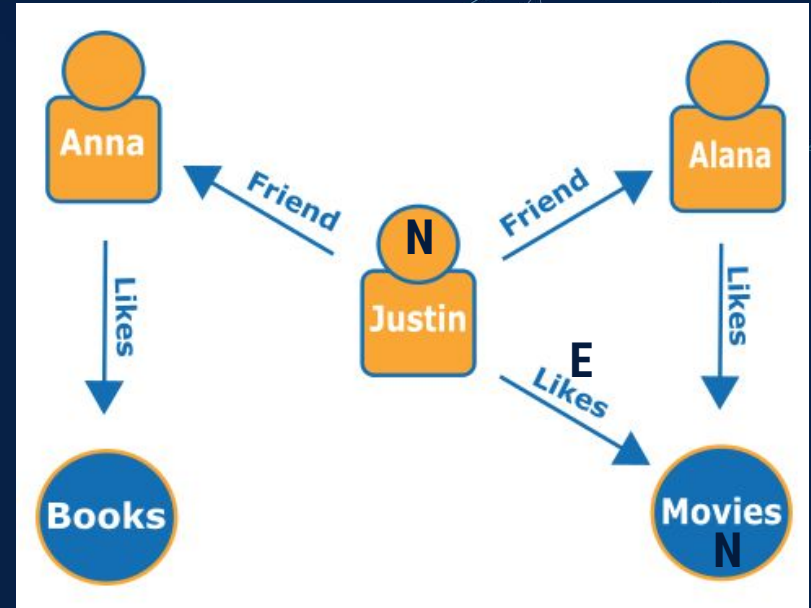 Anna
Alana
Friend
Friend
N
Justin
Likes
Likes
E
Likes
Books
Movies
N